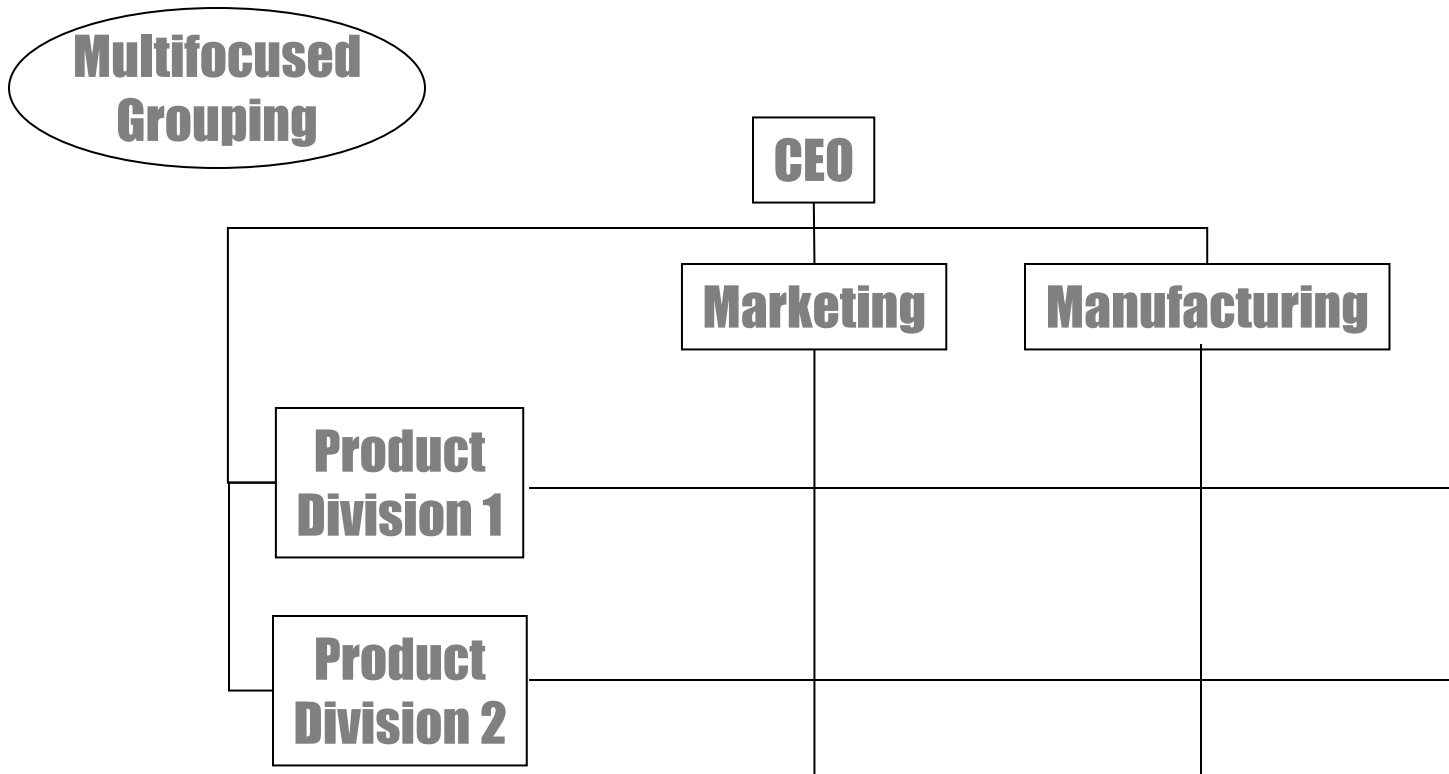 Multifocused
Grouping
CEO
Marketing
Manufacturing
Product
Division 1
Product
Division 2